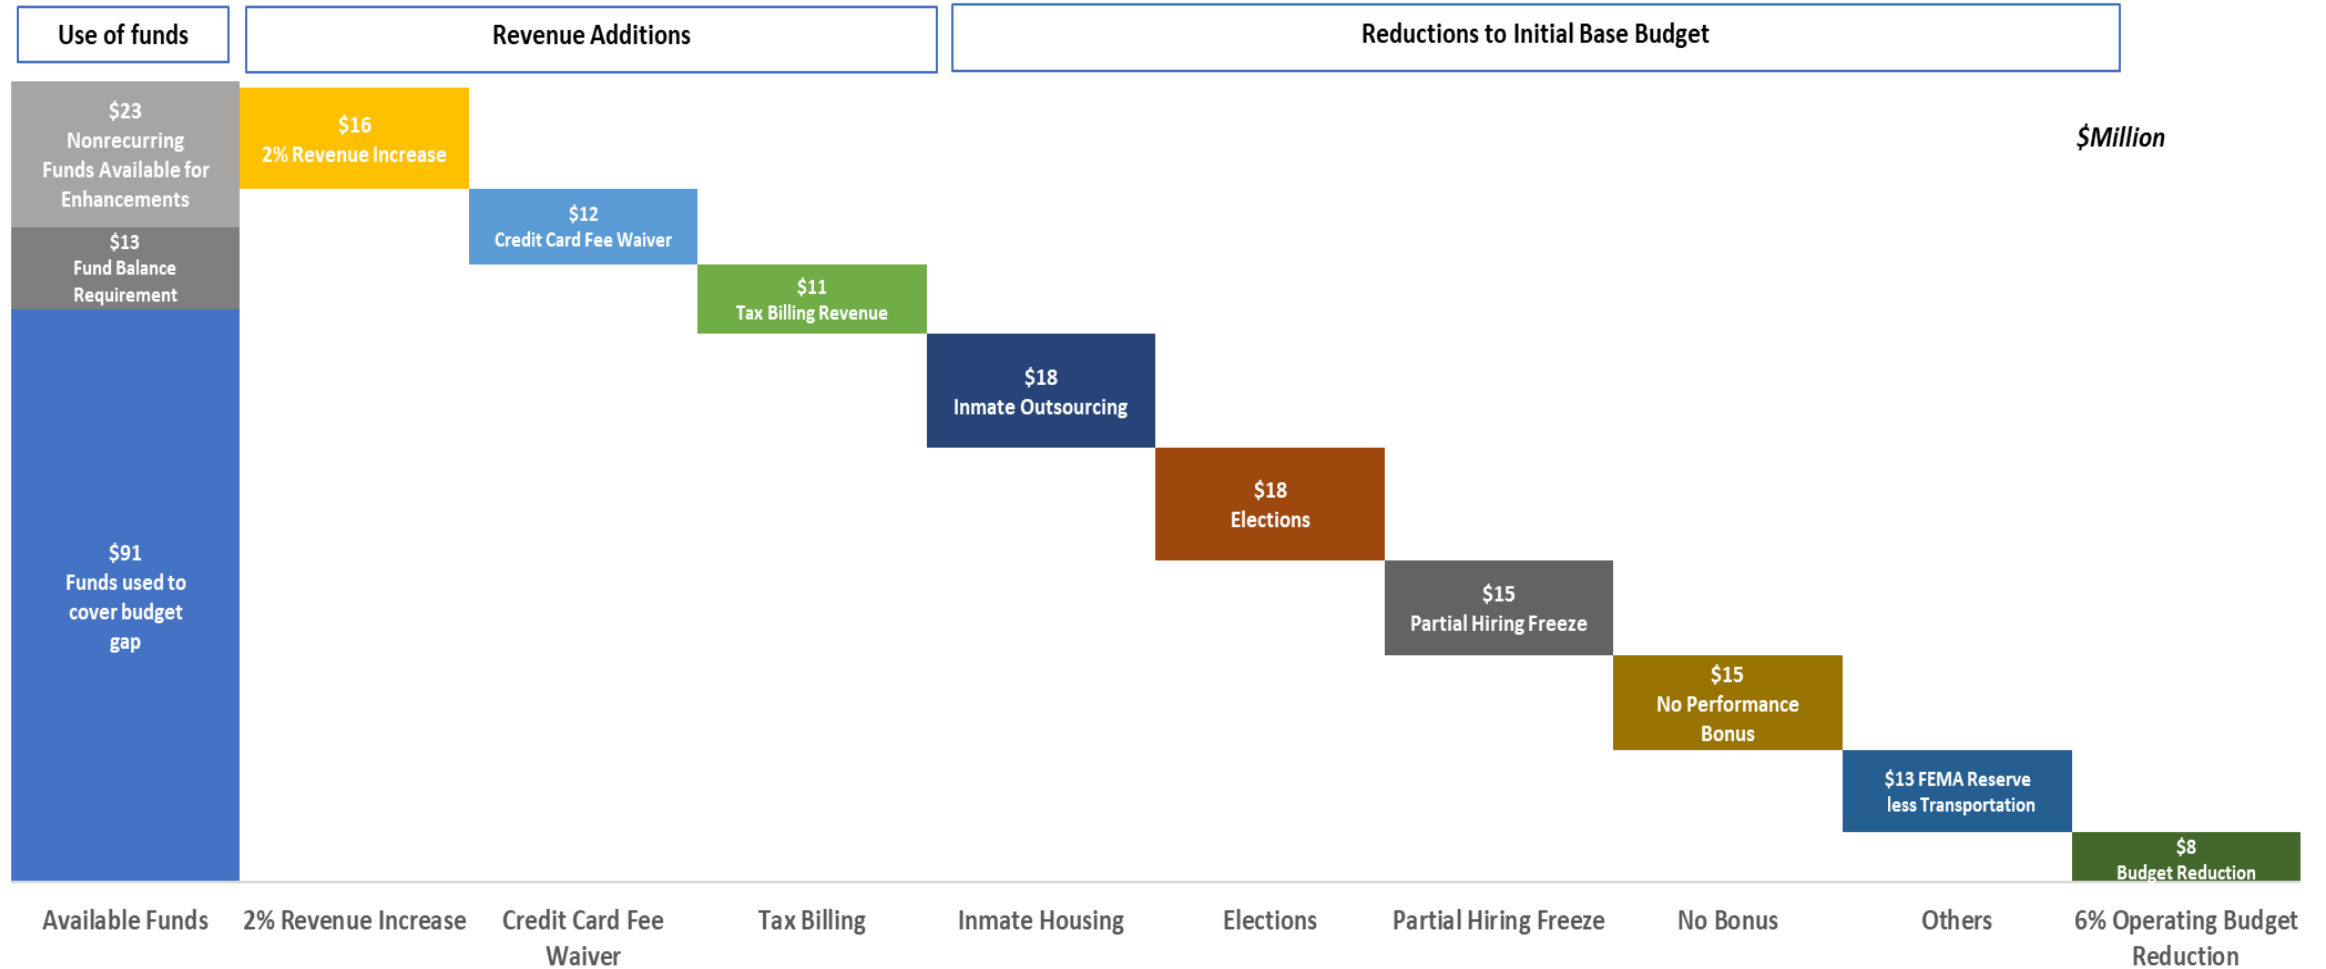 Use of funds
Revenue Additions
Reductions to Initial Base Budget
$Million
$23
Nonrecurring
Funds Available for
Enhancements
$13
Fund Balance
Requirement
$91
Funds used to
cover budget
gap
$16
2% Revenue Increase
$12
Credit Card Fee Waiver
$11
Tax Billing Revenue
$18
Inmate Outsourcing
$18
Elections
$15
Partial Hiring Freeze
$15
No Performance
Bonus
$13 FEMA Reserve
less Transportation
$8
Budget Reduction
Available Funds
2% Revenue Increase
Credit Card Fee
Waiver
Tax Billing
Inmate Housing
Elections
Partial Hiring Freeze
No Bonus
Others
6% Operating Budget
Reduction